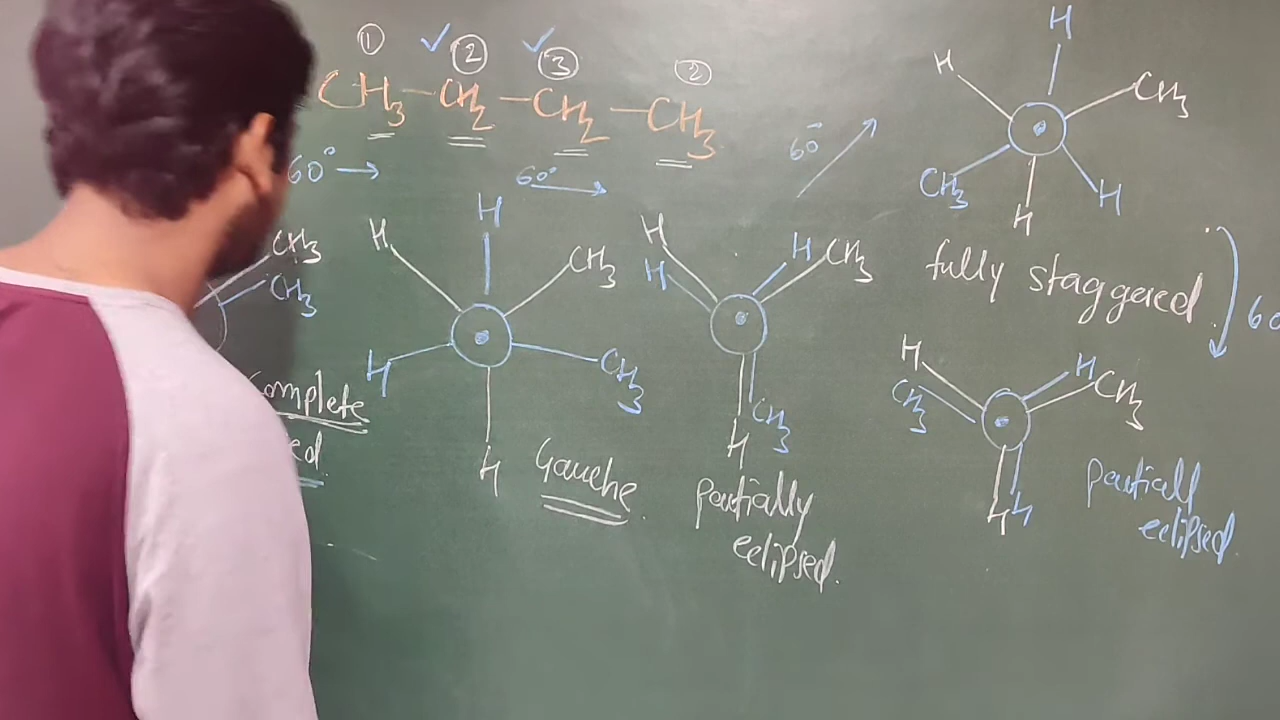 ① ② ③ ②
CH3 - CH2 - CH2 - CH3
60° →
60° →
60°
H
H
CH3
CH3
H
H
fully staggered
60
CH3
CH3
Complete
ed.
H
H
CH3
H
CH3
H
Gauche
H
H
H
CH3
CH3
H
Partially
eclipsed.
H
CH3
H
CH3
H
H
partiall
eclipsed.